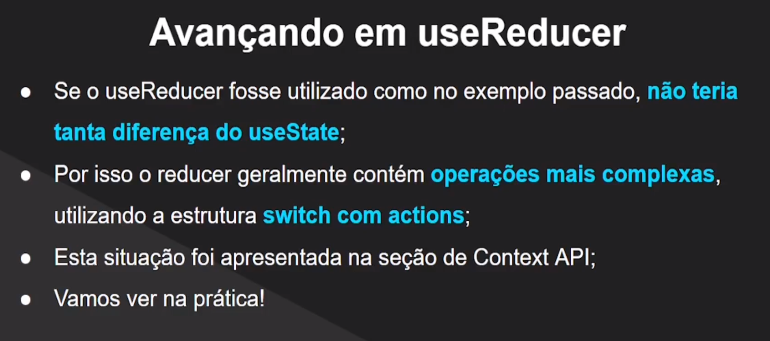 Avançando em useReducer
● Se o useReducer fosse utilizado como no exemplo passado, não teria
tanta diferença do useState;
● Por isso o reducer geralmente contém operações mais complexas,
utilizando a estrutura switch com actions;
● Esta situação foi apresentada na seção de Context API;
● Vamos ver na prática!